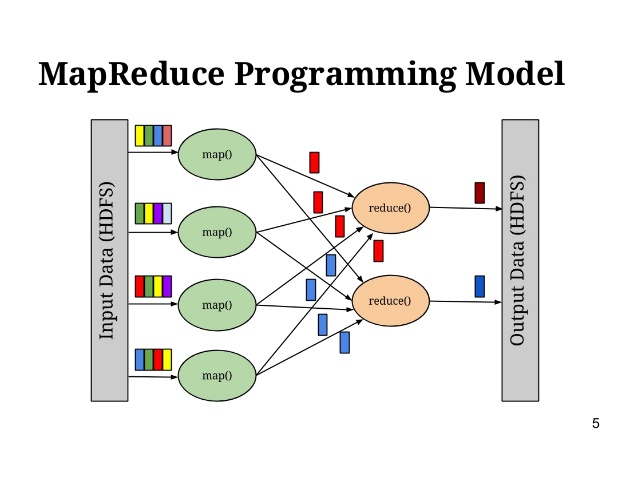 MapReduce Programming Model
Input Data (HDFS)
map()
map()
map()
map()
reduce()
reduce()
Output Data (HDFS)
5